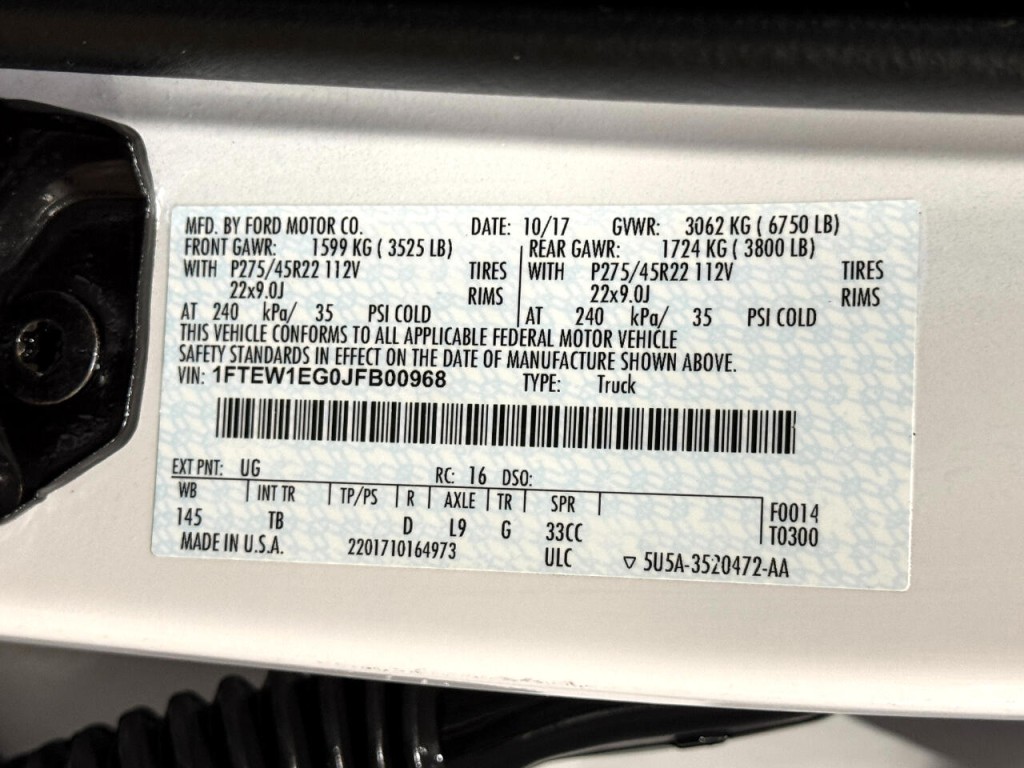 MFD. BY FORD MOTOR CO. DATE: 10/17 GVWR: 3062 KG ( 6750 LB)
FRONT GAWR: 1599 KG ( 3525 LB) REAR GAWR: 1724 KG ( 3800 LB)
WITH P275/45R22 112V TIRES WITH P275/45R22 112V TIRES
22x9.0J RIMS 22x9.0J RIMS
AT 240 kPa/ 35 PSI COLD AT 240 kPa/ 35 PSI COLD
THIS VEHICLE CONFORMS TO ALL APPLICABLE FEDERAL MOTOR VEHICLE
SAFETY STANDARDS IN EFFECT ON THE DATE OF MANUFACTURE SHOWN ABOVE.
VIN: 1FTEW1EG0JFB00968 TYPE: Truck
EXT PNT: UG RC: 16 DSO:
WB INT TR TP/PS R AXLE TR SPR F0014
145 TB D L9 G 33CC T0300
MADE IN U.S.A. 2201710164973 ULC ▽ 5U5A-3520472-AA